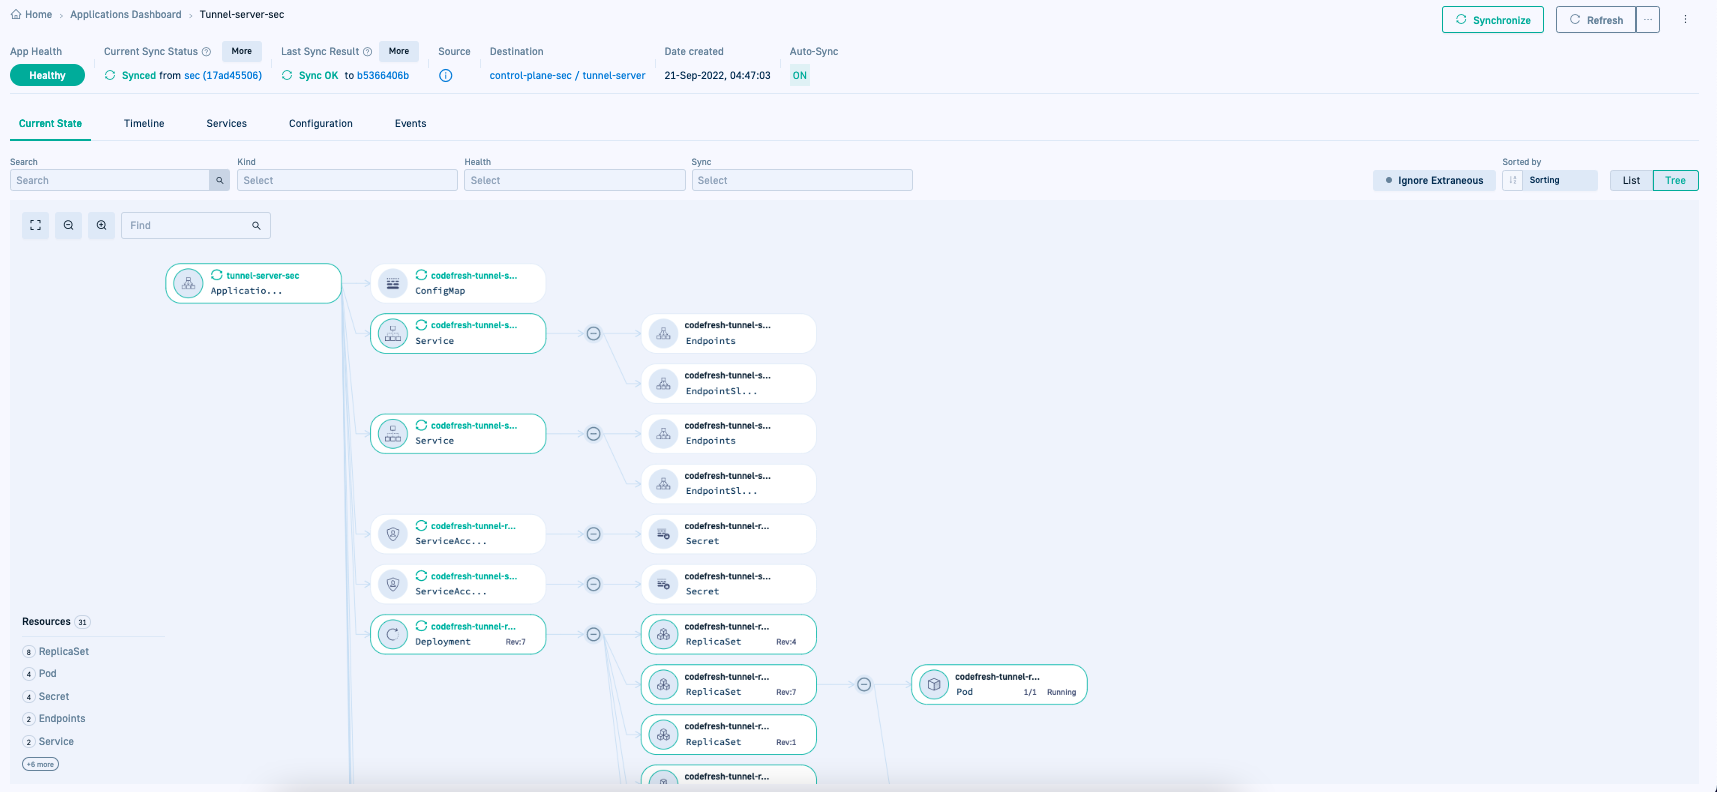 Home › Applications Dashboard › Tunnel-server-sec
Synchronize
Refresh
...
App Health
Healthy
Current Sync Status
More
Synced from sec (17ad45506)
Last Sync Result
More
Sync OK to b5366406b
Source
Destination
control-plane-sec / tunnel-server
Date created
21-Sep-2022, 04:47:03
Auto-Sync
ON
Current State
Timeline
Services
Configuration
Events
Search
Search
Kind
Select
Health
Select
Sync
Select
Ignore Extraneous
Sorted by
Sorting
List
Tree
Find
tunnel-server-sec
Applicatio...
codefresh-tunnel-s...
ConfigMap
codefresh-tunnel-s...
Service
codefresh-tunnel-s...
Endpoints
codefresh-tunnel-s...
EndpointSl...
codefresh-tunnel-s...
Service
codefresh-tunnel-s...
Endpoints
codefresh-tunnel-s...
EndpointSl...
codefresh-tunnel-r...
ServiceAcc...
codefresh-tunnel-r...
Secret
codefresh-tunnel-s...
ServiceAcc...
codefresh-tunnel-s...
Secret
codefresh-tunnel-r...
Deployment Rev:7
codefresh-tunnel-r...
ReplicaSet Rev:4
codefresh-tunnel-r...
ReplicaSet Rev:7
codefresh-tunnel-r...
Pod 1/1 Running
codefresh-tunnel-r...
ReplicaSet Rev:1
codefresh-tunnel-r...
Resources 31
8 ReplicaSet
4 Pod
4 Secret
2 Endpoints
2 Service
+6 more